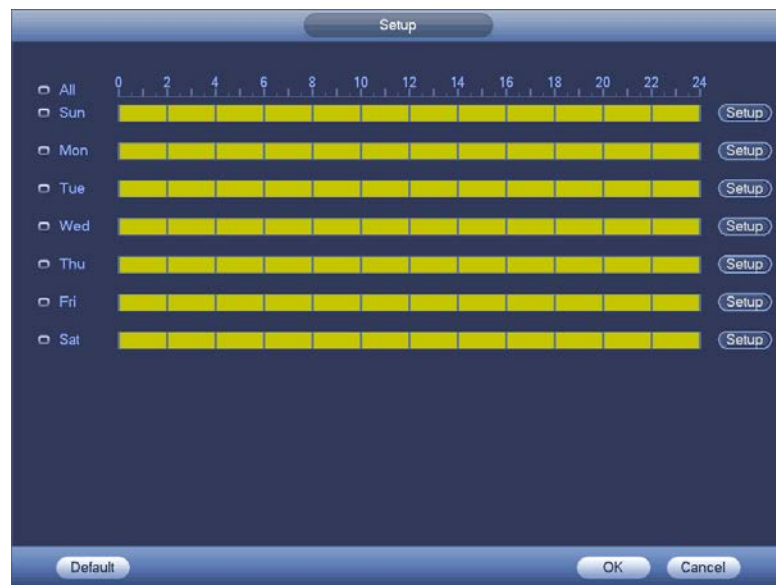 Setup
All 0 2 4 6 8 10 12 14 16 18 20 22 24
Sun Setup
Mon Setup
Tue Setup
Wed Setup
Thu Setup
Fri Setup
Sat Setup
Default OK Cancel